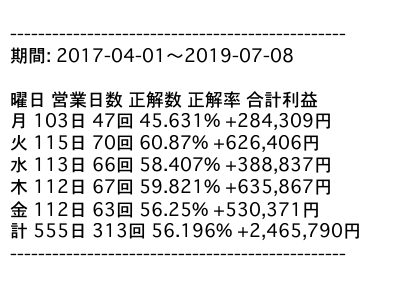 ------------------------------------------------
期間: 2017-04-01～2019-07-08
曜日 営業日数 正解数 正解率 合計利益
月 103日 47回 45.631% +284,309円
火 115日 70回 60.87% +626,406円
水 113日 66回 58.407% +388,837円
木 112日 67回 59.821% +635,867円
金 112日 63回 56.25% +530,371円
計 555日 313回 56.196% +2,465,790円
------------------------------------------------